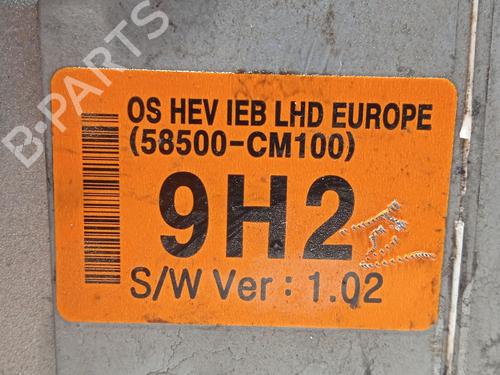 B-PARTS
OS HEV IEB LHD EUROPE
(58500-CM100)
9H2
S/W Ver : 1.02